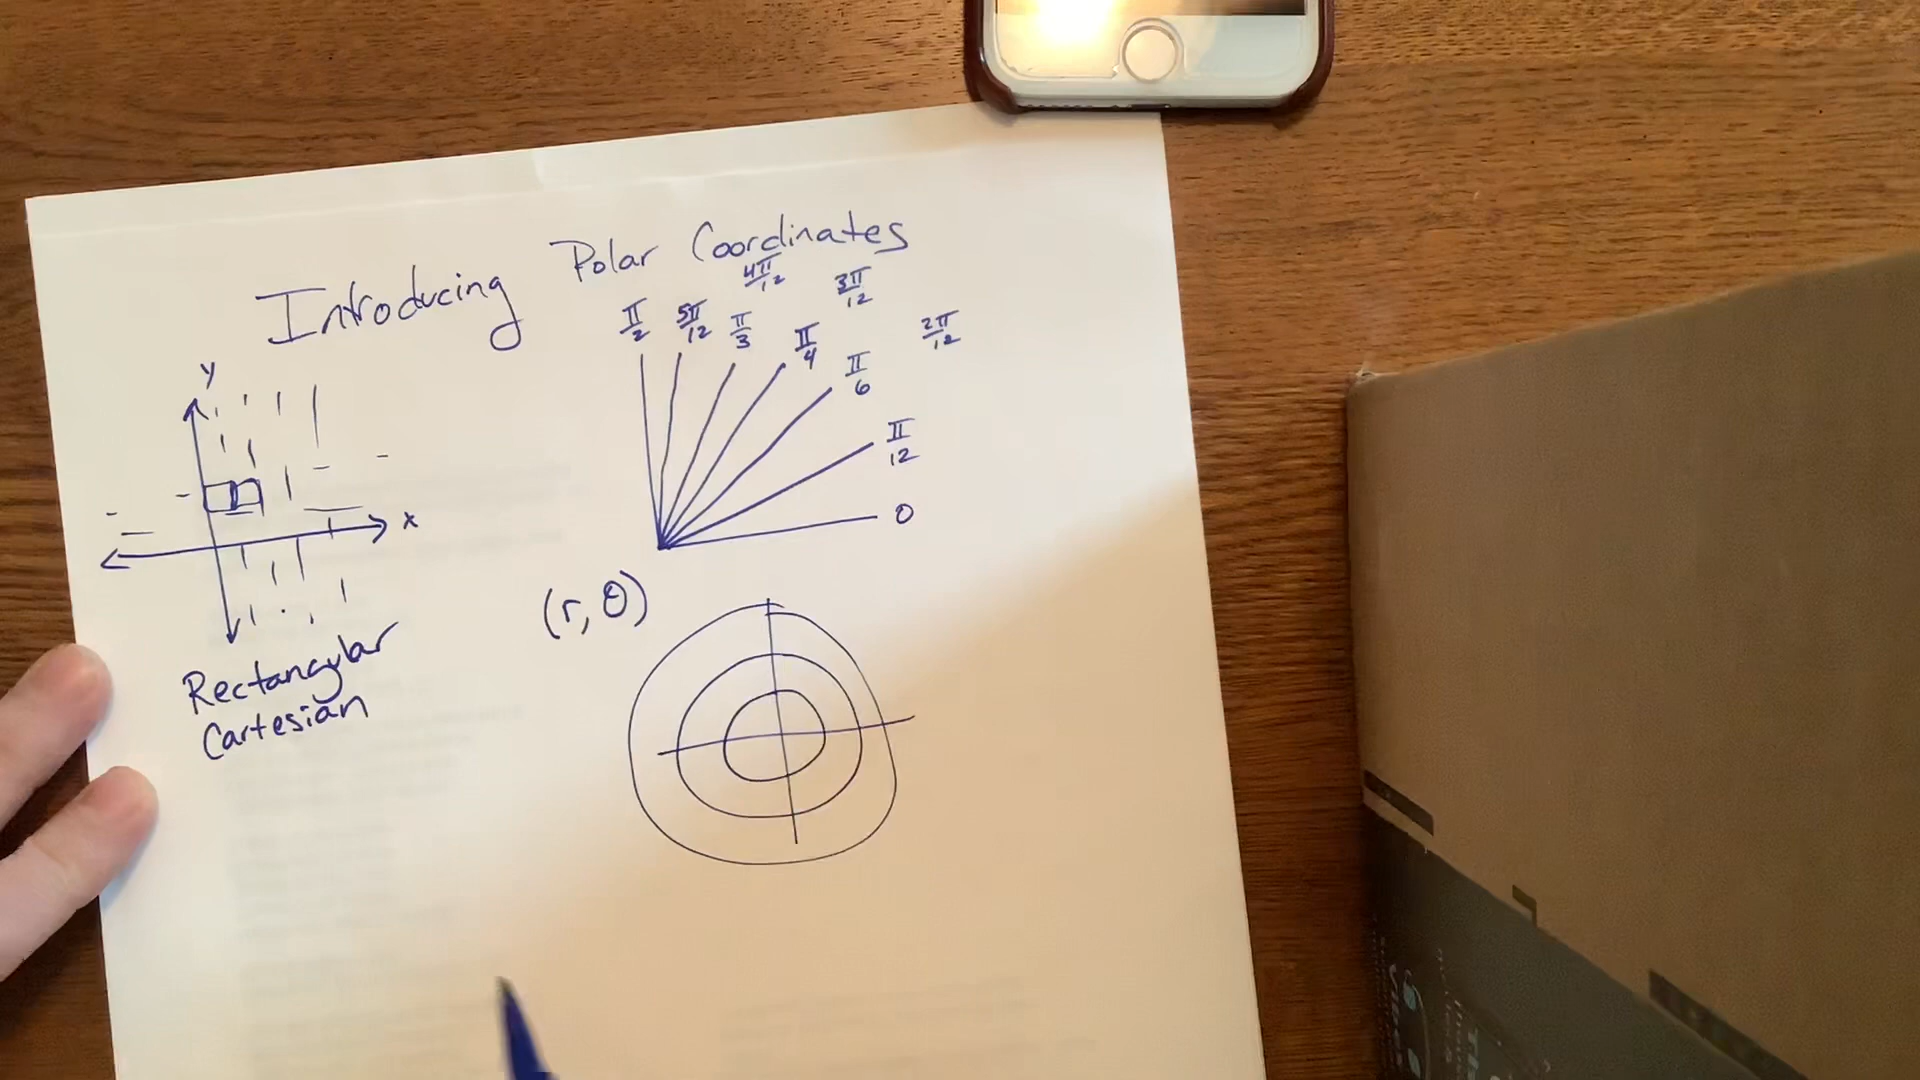 Introducing Polar Coordinates
4π/12 3π/12
π/2 5π/12 π/3 π/4 2π/12
π/6
π/12
0
y
x
(r, θ)
Rectangular
Cartesian